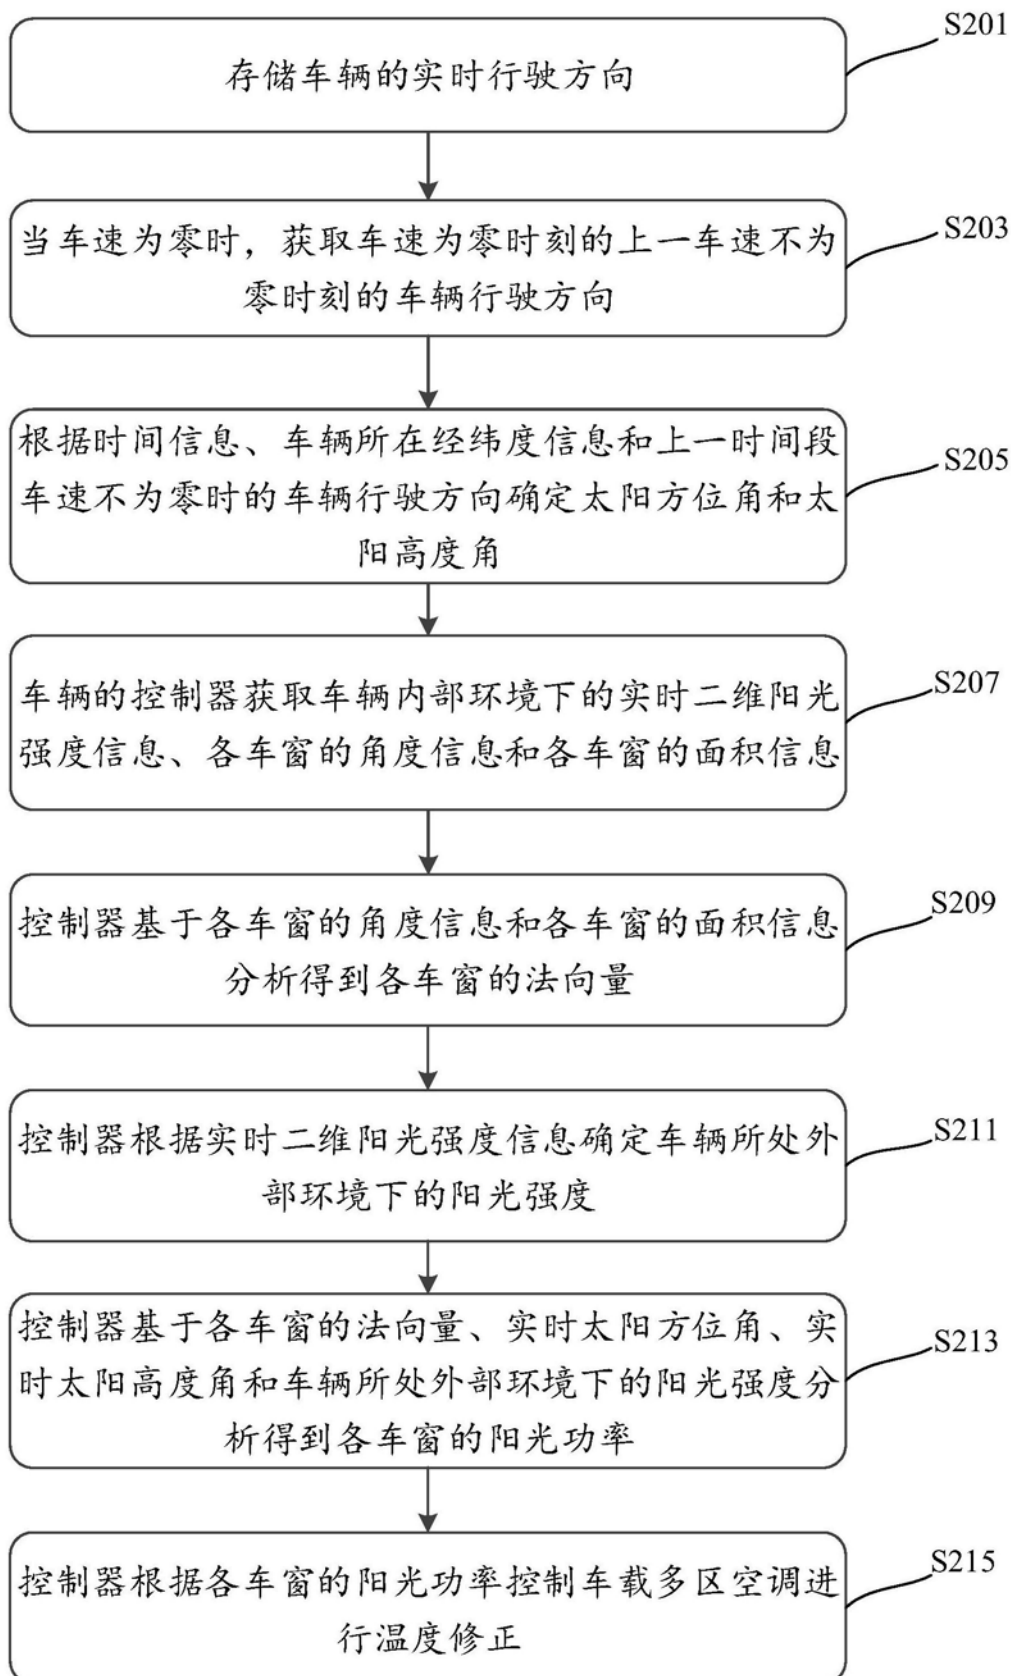 S201
存储车辆的实时行驶方向
S203
当车速为零时，获取车速为零时刻的上一车速不为
零时刻的车辆行驶方向
S205
根据时间信息、车辆所在经纬度信息和上一时间段
车速不为零时的车辆行驶方向确定太阳方位角和太
阳高度角
S207
车辆的控制器获取车辆内部环境下的实时二维阳光
强度信息、各车窗的角度信息和各车窗的面积信息
S209
控制器基于各车窗的角度信息和各车窗的面积信息
分析得到各车窗的法向量
S211
控制器根据实时二维阳光强度信息确定车辆所处外
部环境下的阳光强度
S213
控制器基于各车窗的法向量、实时太阳方位角、实
时太阳高度角和车辆所处外部环境下的阳光强度分
析得到各车窗的阳光功率
S215
控制器根据各车窗的阳光功率控制车载多区空调进
行温度修正